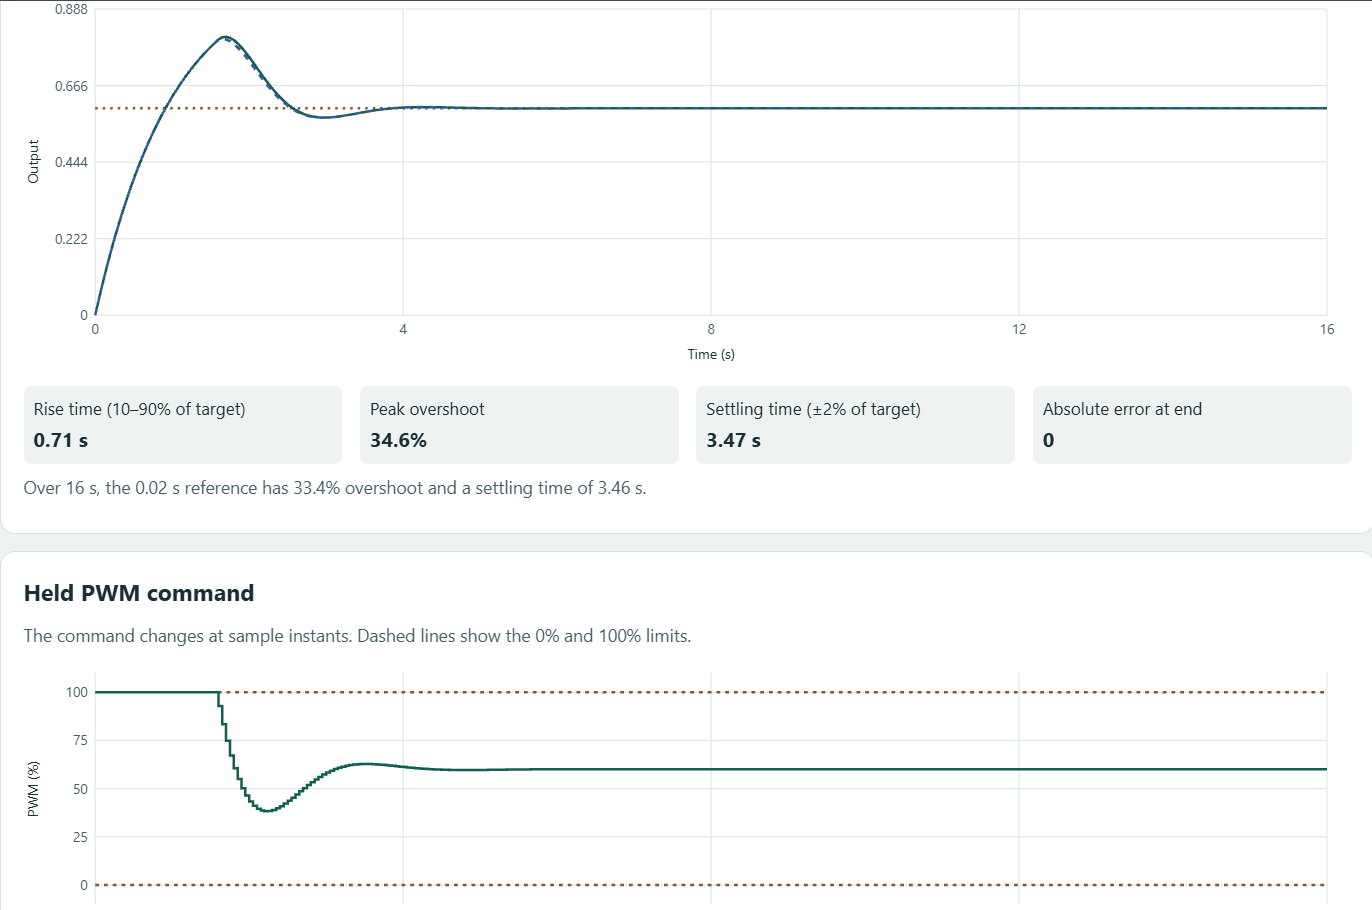 0.888
0.666
0.444
0.222
0
Output
0 4 8 12 16
Time (s)
Rise time (10–90% of target)
0.71 s
Peak overshoot
34.6%
Settling time (±2% of target)
3.47 s
Absolute error at end
0
Over 16 s, the 0.02 s reference has 33.4% overshoot and a settling time of 3.46 s.
Held PWM command
The command changes at sample instants. Dashed lines show the 0% and 100% limits.
100
75
50
25
0
PWM (%)